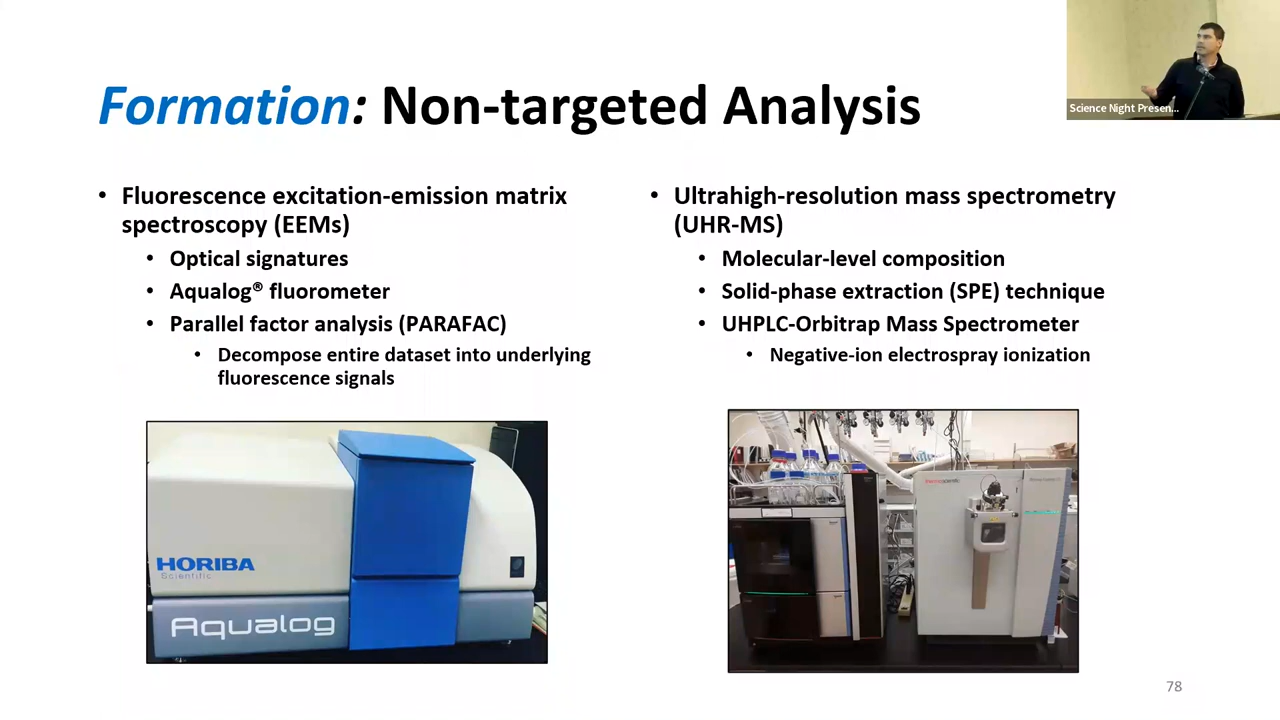 Formation: Non-targeted Analysis
Science Night Presen...
• Fluorescence excitation-emission matrix
spectroscopy (EEMs)
• Optical signatures
• Aqualog® fluorometer
• Parallel factor analysis (PARAFAC)
• Decompose entire dataset into underlying
fluorescence signals
• Ultrahigh-resolution mass spectrometry
(UHR-MS)
• Molecular-level composition
• Solid-phase extraction (SPE) technique
• UHPLC-Orbitrap Mass Spectrometer
• Negative-ion electrospray ionization
HORIBA
Scientific
Aqualog
thermoscientific
78